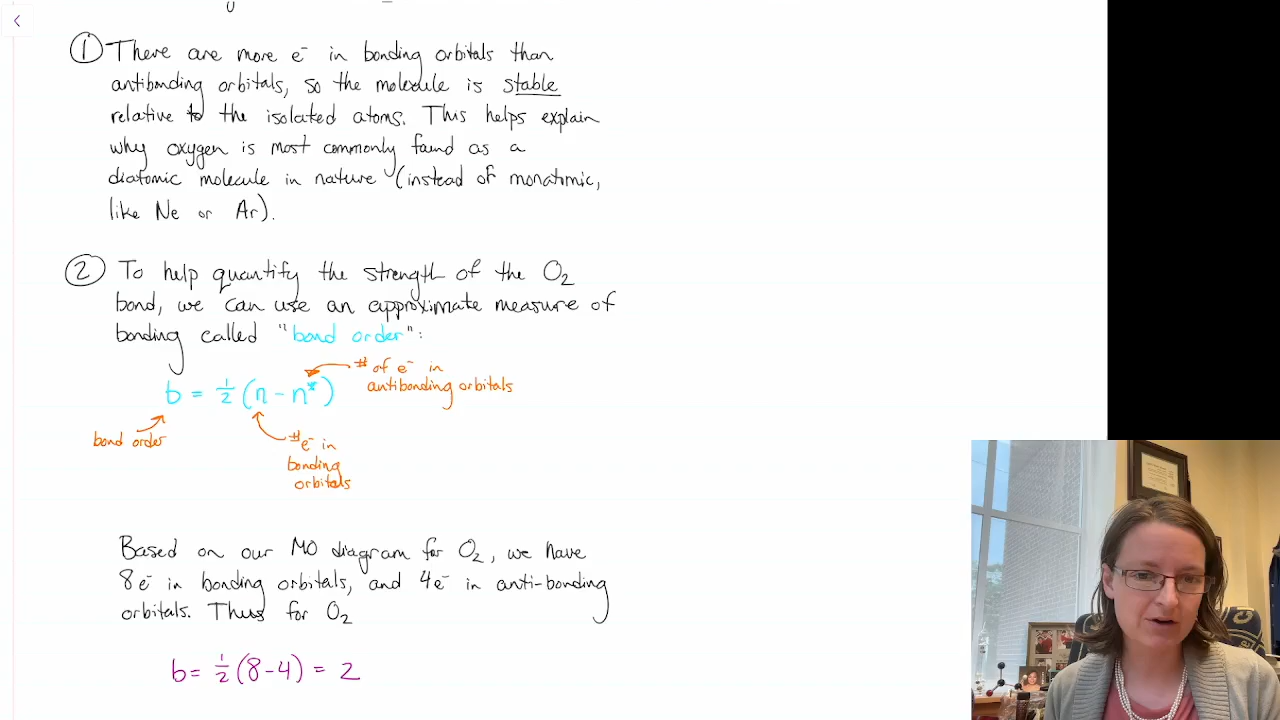 ① There are more e⁻ in bonding orbitals than
antibonding orbitals, so the molecule is stable
relative to the isolated atoms. This helps explain
why oxygen is most commonly found as a
diatomic molecule in nature (instead of monatomic,
like Ne or Ar).
② To help quantify the strength of the O₂
bond, we can use an approximate measure of
bonding called "bond order":
# of e⁻ in
antibonding orbitals
b = ½ (n - n*)
bond order
#e⁻ in
bonding
orbitals
Based on our MO diagram for O₂, we have
8e⁻ in bonding orbitals, and 4e⁻ in anti-bonding
orbitals. Thus for O₂
b = ½ (8-4) = 2